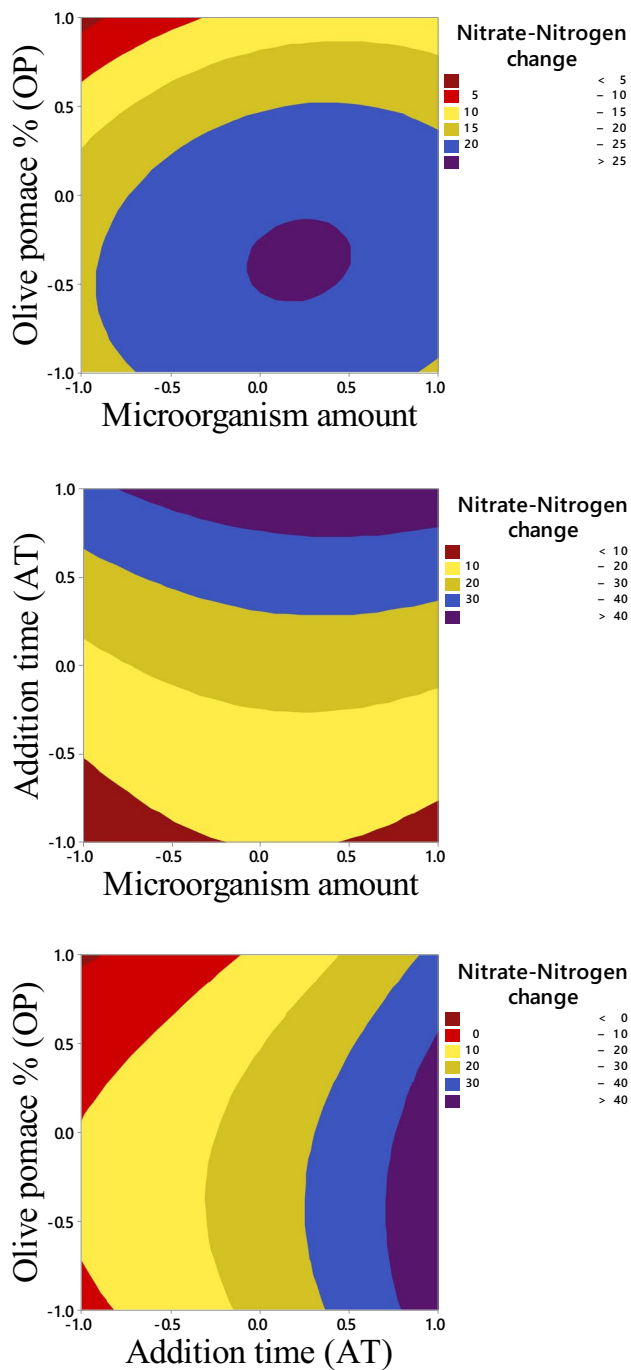 Nitrate-Nitrogen
change
< 5
5 – 10
10 – 15
15 – 20
20 – 25
> 25
Olive pomace % (OP)
1.0
0.5
0.0
-0.5
-1.0
-1.0 -0.5 0.0 0.5 1.0
Microorganism amount
Nitrate-Nitrogen
change
< 10
10 – 20
20 – 30
30 – 40
> 40
Addition time (AT)
1.0
0.5
0.0
-0.5
-1.0
-1.0 -0.5 0.0 0.5 1.0
Microorganism amount
Nitrate-Nitrogen
change
< 0
0 – 10
10 – 20
20 – 30
30 – 40
> 40
Olive pomace % (OP)
1.0
0.5
0.0
-0.5
-1.0
-1.0 -0.5 0.0 0.5 1.0
Addition time (AT)